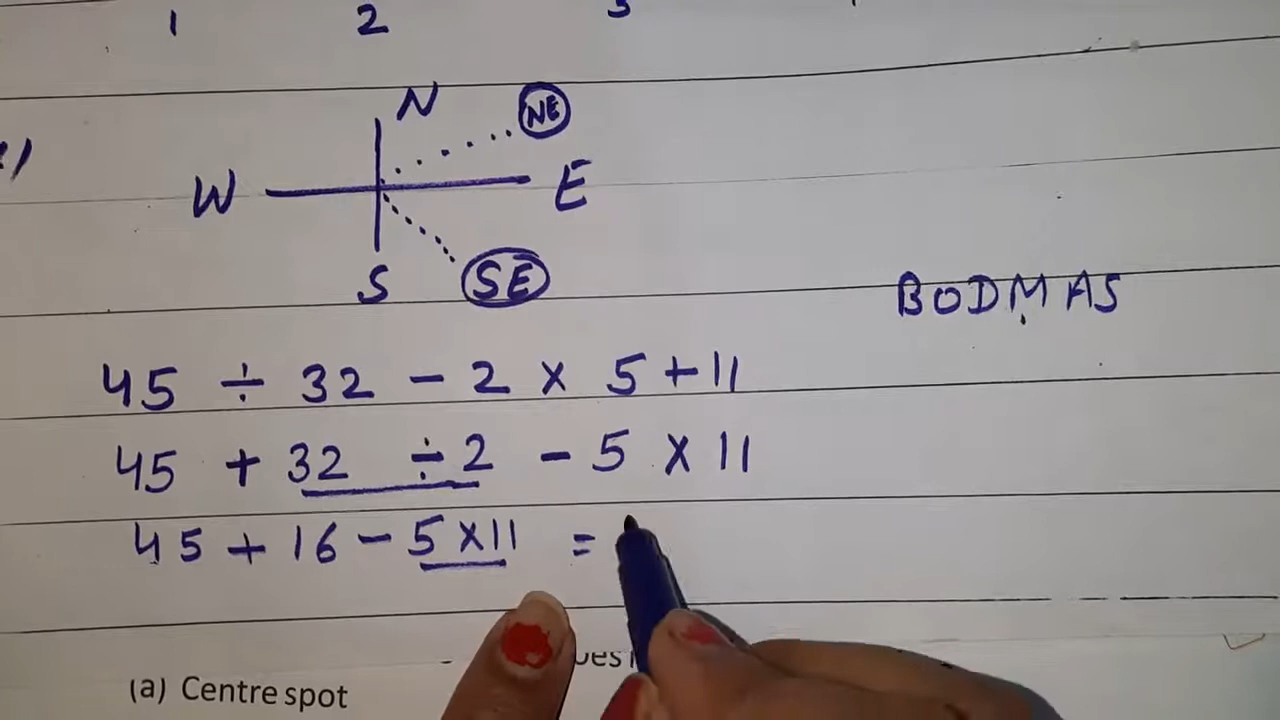 1 2 3
N NE
W E
S SE
BODMAS
45 ÷ 32 - 2 × 5 + 11
45 + 32 ÷ 2 - 5 × 11
45 + 16 - 5 × 11 =
(a) Centre spot